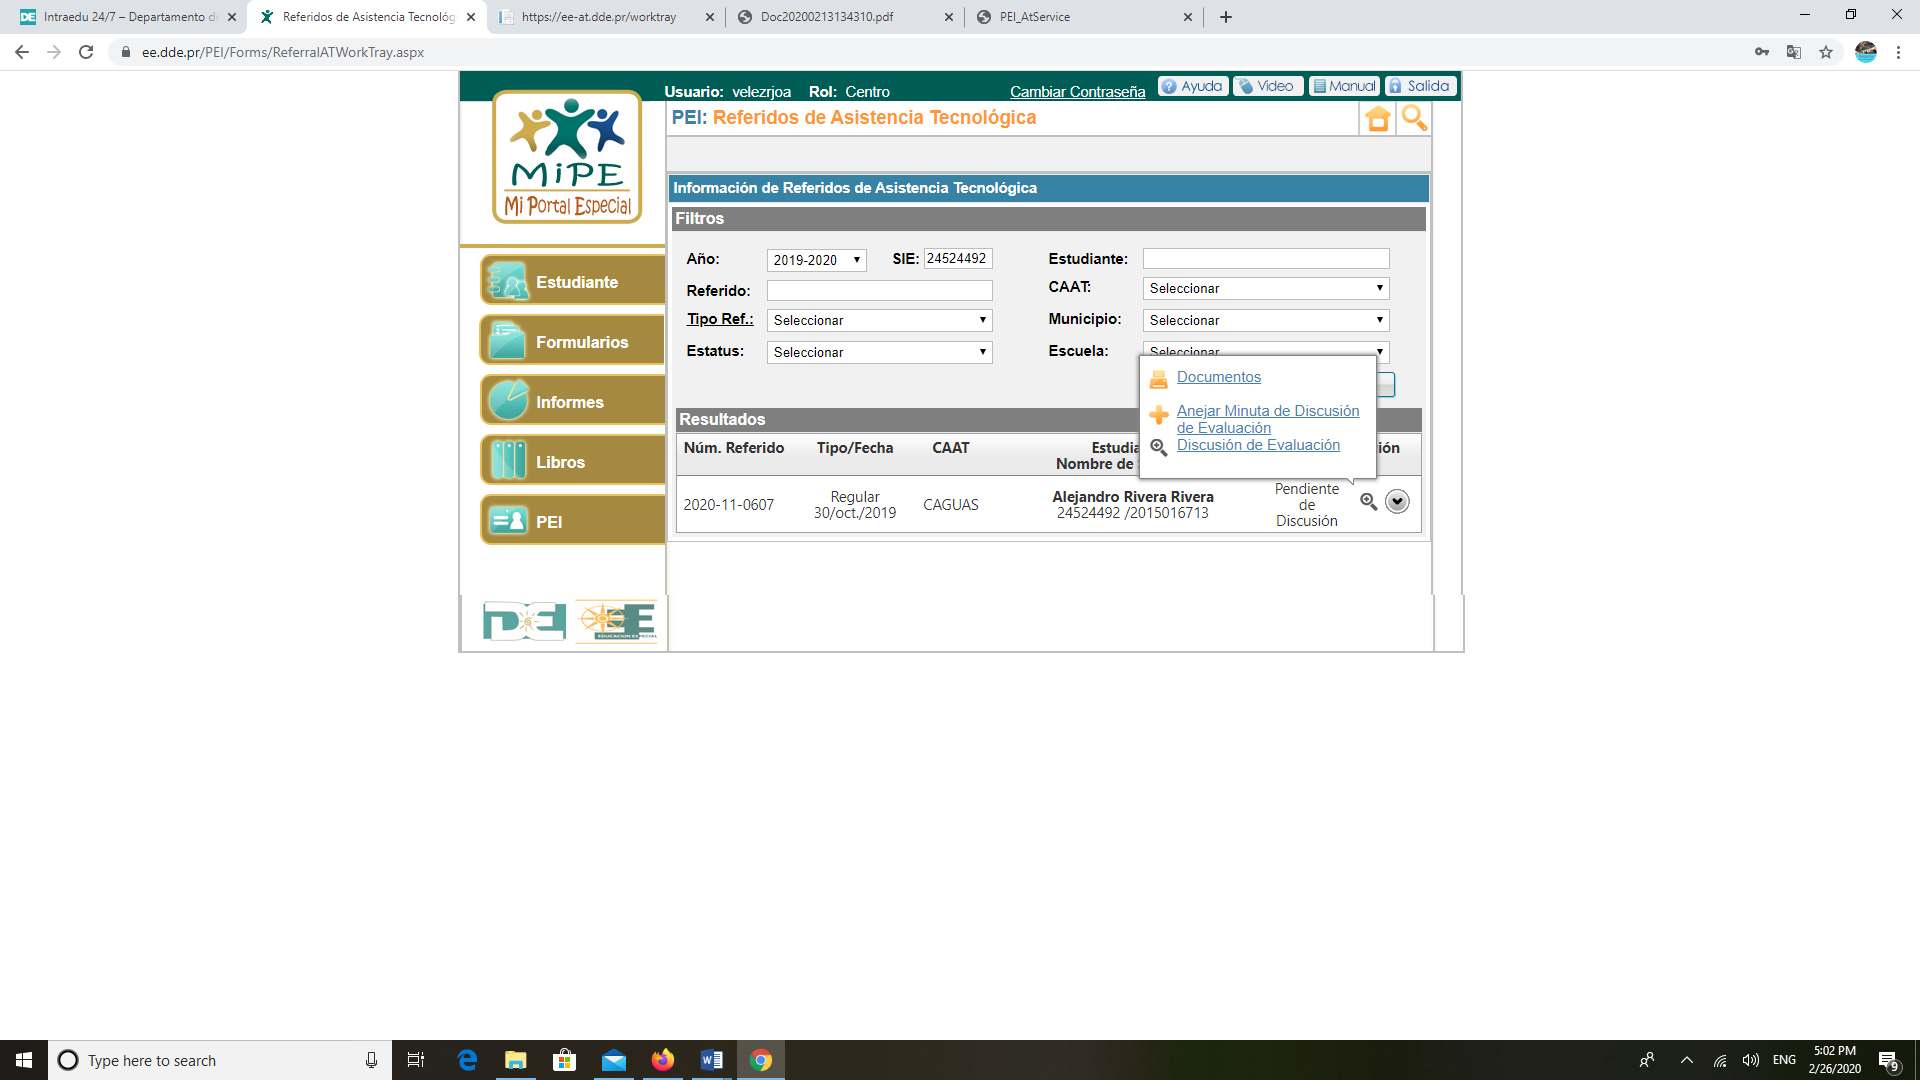 Intraedu 24/7 – Departamento de
Referidos de Asistencia Tecnológ
https://ee-at.dde.pr/worktray
Doc20200213134310.pdf
PEI_AtService
ee.dde.pr/PEI/Forms/ReferralATWorkTray.aspx
Usuario: velezrjoa Rol: Centro
Cambiar Contraseña
Ayuda
Video
Manual
Salida
MiPE
Mi Portal Especial
PEI: Referidos de Asistencia Tecnológica
Información de Referidos de Asistencia Tecnológica
Filtros
Año: 2019-2020 SIE: 24524492 Estudiante:
Referido: CAAT: Seleccionar
Tipo Ref.: Seleccionar Municipio: Seleccionar
Estatus: Seleccionar Escuela: Seleccionar
Documentos
Anejar Minuta de Discusión
de Evaluación
Discusión de Evaluación
Resultados
Núm. Referido Tipo/Fecha CAAT Estudia
Nombre de
ión
2020-11-0607
Regular
30/oct./2019
CAGUAS
Alejandro Rivera Rivera
24524492 /2015016713
Pendiente
de
Discusión
Estudiante
Formularios
Informes
Libros
PEI
DE
EE
EDUCACION ESPECIAL
Type here to search
ENG
5:02 PM
2/26/2020
9